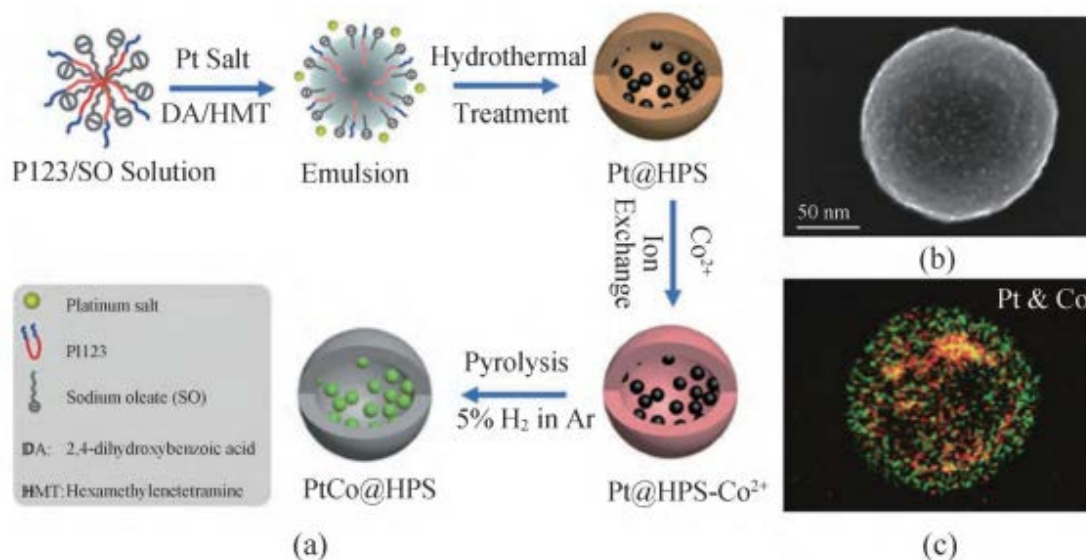 Pt Salt
DA/HMT
Hydrothermal
Treatment
P123/SO Solution
Emulsion
Pt@HPS
Ion
Exchange
Co²⁺
50 nm
(b)
Platinum salt
PI123
Sodium oleate (SO)
DA: 2,4-dihydroxybenzoic acid
HMT: Hexamethylenetetramine
Pyrolysis
5% H₂ in Ar
PtCo@HPS
Pt@HPS-Co²⁺
Pt & Co
(a)
(c)